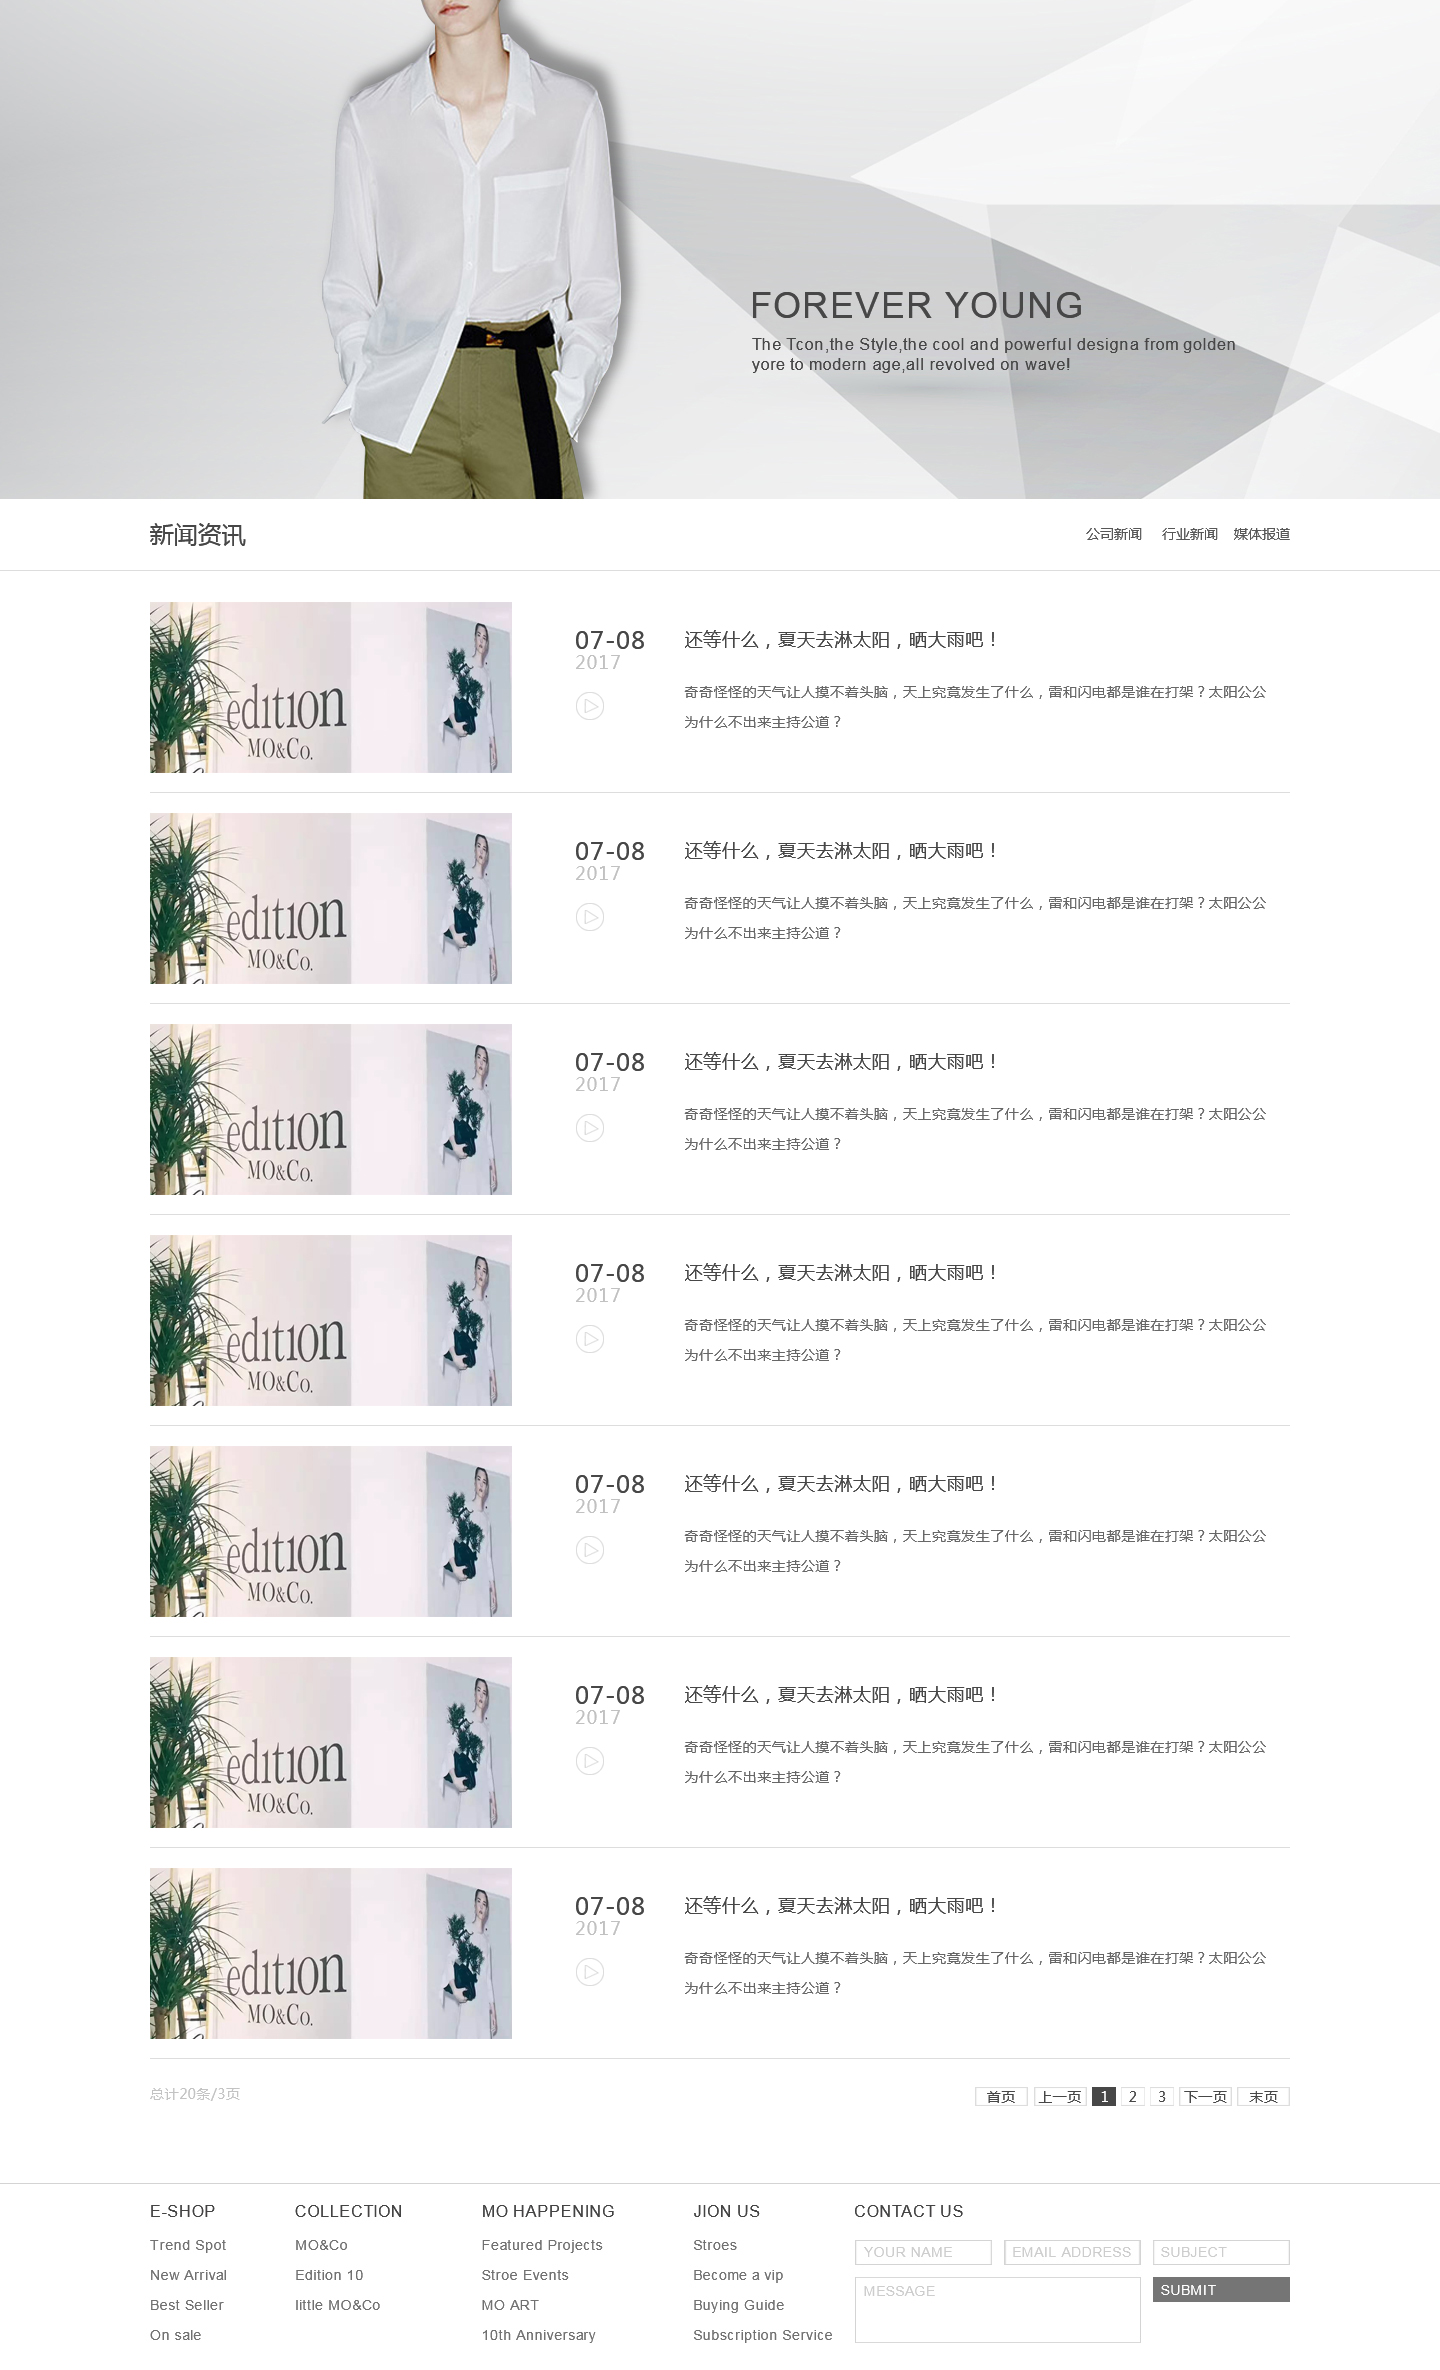 FOREVER YOUNG
The Tcon,the Style,the cool and powerful designa from golden
yore to modern age,all revolved on wave!
新闻资讯
公司新闻 行业新闻 媒体报道
edition
MO&Co.
07-08
2017
还等什么，夏天去淋太阳，晒大雨吧！
奇奇怪怪的天气让人摸不着头脑，天上究竟发生了什么，雷和闪电都是谁在打架？太阳公公
为什么不出来主持公道？
edition
MO&Co.
07-08
2017
还等什么，夏天去淋太阳，晒大雨吧！
奇奇怪怪的天气让人摸不着头脑，天上究竟发生了什么，雷和闪电都是谁在打架？太阳公公
为什么不出来主持公道？
edition
MO&Co.
07-08
2017
还等什么，夏天去淋太阳，晒大雨吧！
奇奇怪怪的天气让人摸不着头脑，天上究竟发生了什么，雷和闪电都是谁在打架？太阳公公
为什么不出来主持公道？
edition
MO&Co.
07-08
2017
还等什么，夏天去淋太阳，晒大雨吧！
奇奇怪怪的天气让人摸不着头脑，天上究竟发生了什么，雷和闪电都是谁在打架？太阳公公
为什么不出来主持公道？
edition
MO&Co.
07-08
2017
还等什么，夏天去淋太阳，晒大雨吧！
奇奇怪怪的天气让人摸不着头脑，天上究竟发生了什么，雷和闪电都是谁在打架？太阳公公
为什么不出来主持公道？
edition
MO&Co.
07-08
2017
还等什么，夏天去淋太阳，晒大雨吧！
奇奇怪怪的天气让人摸不着头脑，天上究竟发生了什么，雷和闪电都是谁在打架？太阳公公
为什么不出来主持公道？
edition
MO&Co.
07-08
2017
还等什么，夏天去淋太阳，晒大雨吧！
奇奇怪怪的天气让人摸不着头脑，天上究竟发生了什么，雷和闪电都是谁在打架？太阳公公
为什么不出来主持公道？
总计20条/3页
首页 上一页 1 2 3 下一页 末页
E-SHOP
Trend Spot
New Arrival
Best Seller
On sale
COLLECTION
MO&Co
Edition 10
little MO&Co
MO HAPPENING
Featured Projects
Stroe Events
MO ART
10th Anniversary
JION US
Stroes
Become a vip
Buying Guide
Subscription Service
CONTACT US
YOUR NAME EMAIL ADDRESS SUBJECT
MESSAGE
SUBMIT